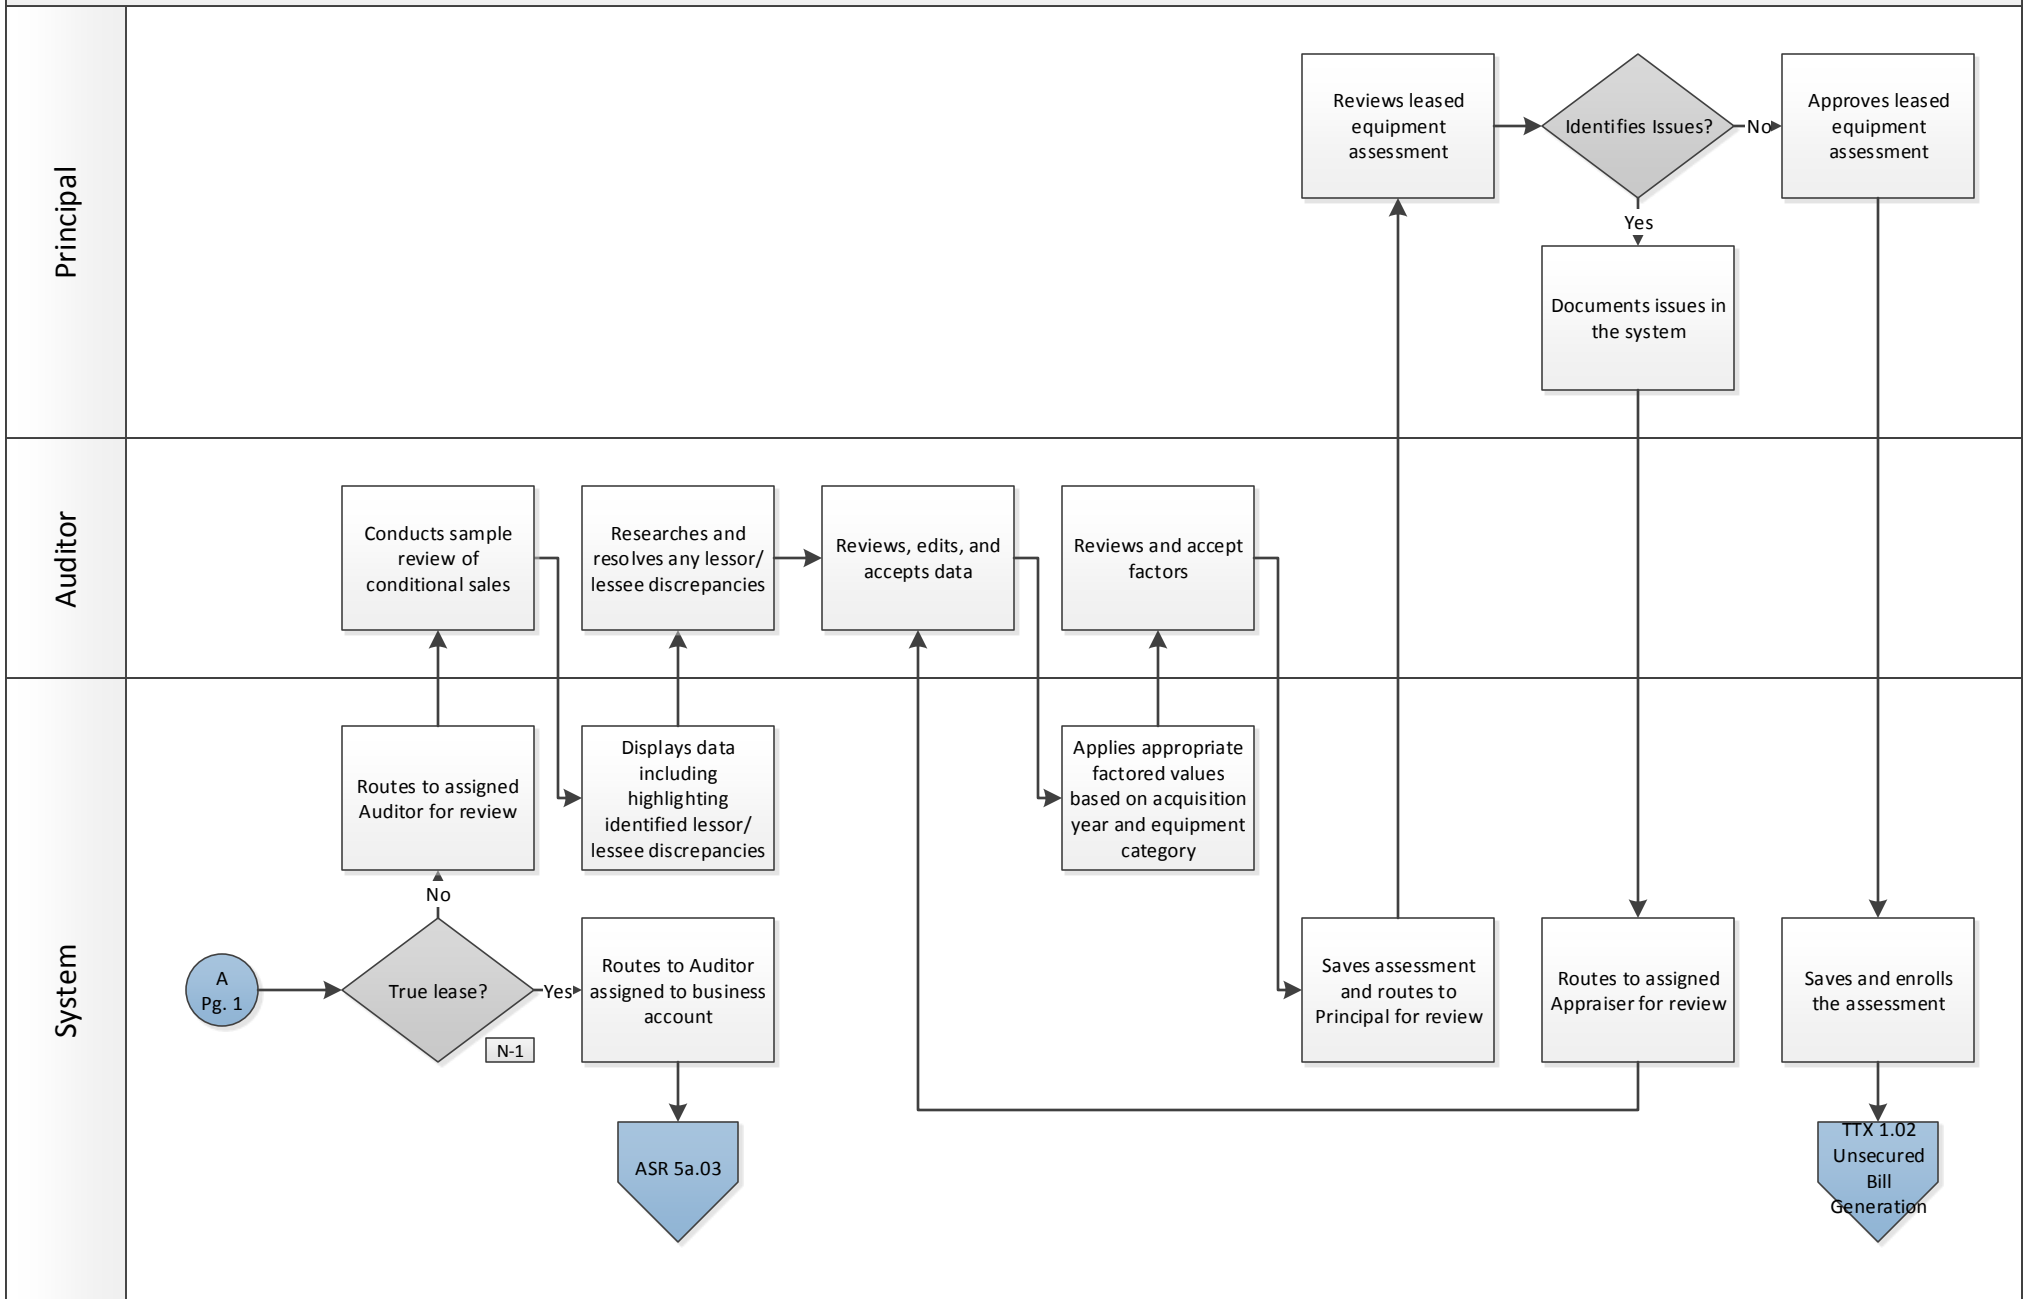 Principal
Reviews leased
equipment
assessment
Identifies Issues?
No
Approves leased
equipment
assessment
Yes
Documents issues in
the system
Auditor
Conducts sample
review of
conditional sales
Researches and
resolves any lessor/
lessee discrepancies
Reviews, edits, and
accepts data
Reviews and accept
factors
System
Routes to assigned
Auditor for review
Displays data
including
highlighting
identified lessor/
lessee discrepancies
Applies appropriate
factored values
based on acquisition
year and equipment
category
No
A
Pg. 1
True lease?
Yes
N-1
Routes to Auditor
assigned to business
account
Saves assessment
and routes to
Principal for review
Routes to assigned
Appraiser for review
Saves and enrolls
the assessment
ASR 5a.03
TTX 1.02
Unsecured
Bill
Generation